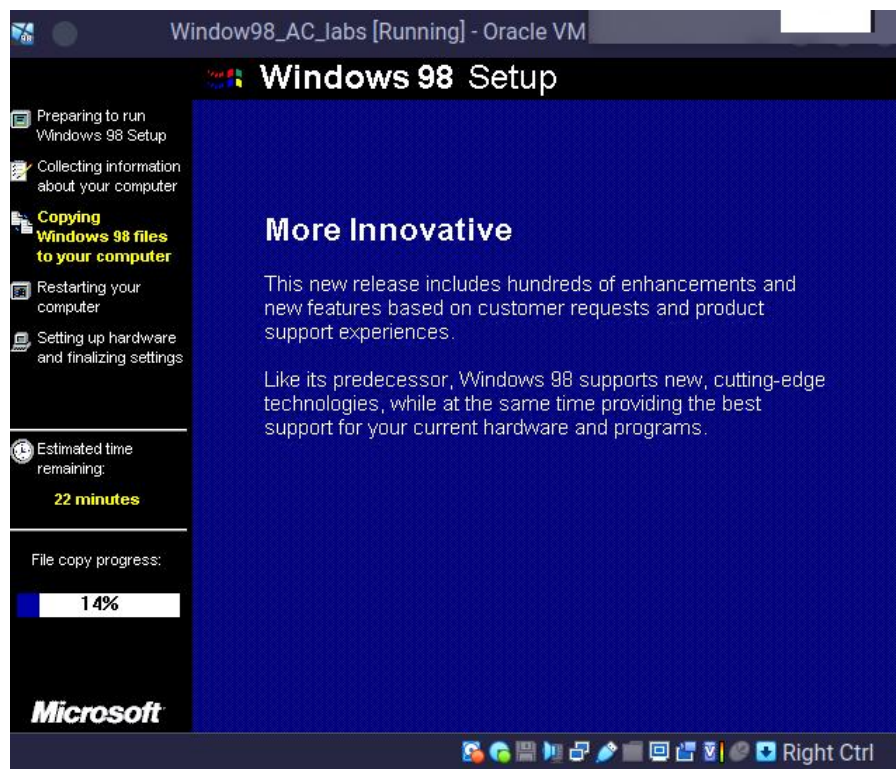 Window98_AC_labs [Running] - Oracle VM
Windows 98 Setup
Preparing to run
Windows 98 Setup
Collecting information
about your computer
Copying
Windows 98 files
to your computer
Restarting your
computer
Setting up hardware
and finalizing settings
Estimated time
remaining:
22 minutes
File copy progress:
14%
Microsoft
More Innovative
This new release includes hundreds of enhancements and
new features based on customer requests and product
support experiences.
Like its predecessor, Windows 98 supports new, cutting-edge
technologies, while at the same time providing the best
support for your current hardware and programs.
Right Ctrl